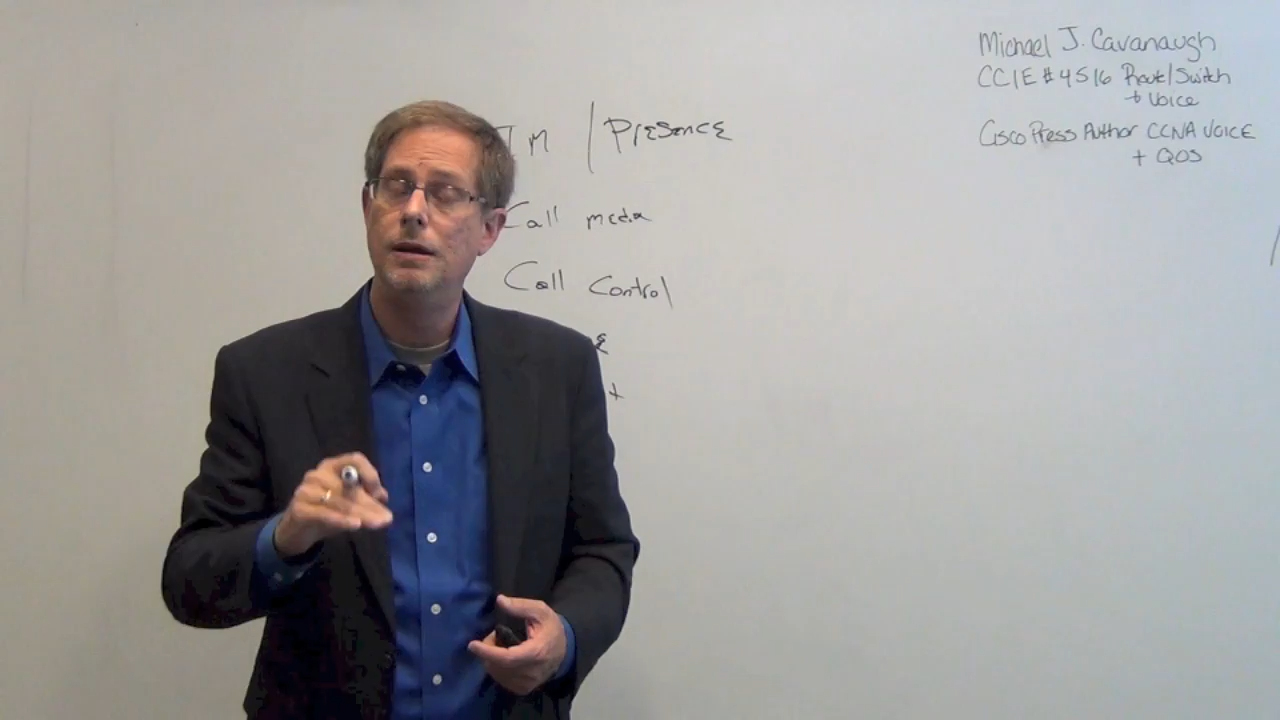 IM / Presence
Call media
Call Control
Michael J. Cavanaugh
CCIE #4516 Route/Switch
+ Voice
Cisco Press Author CCNA VOICE
+ QOS